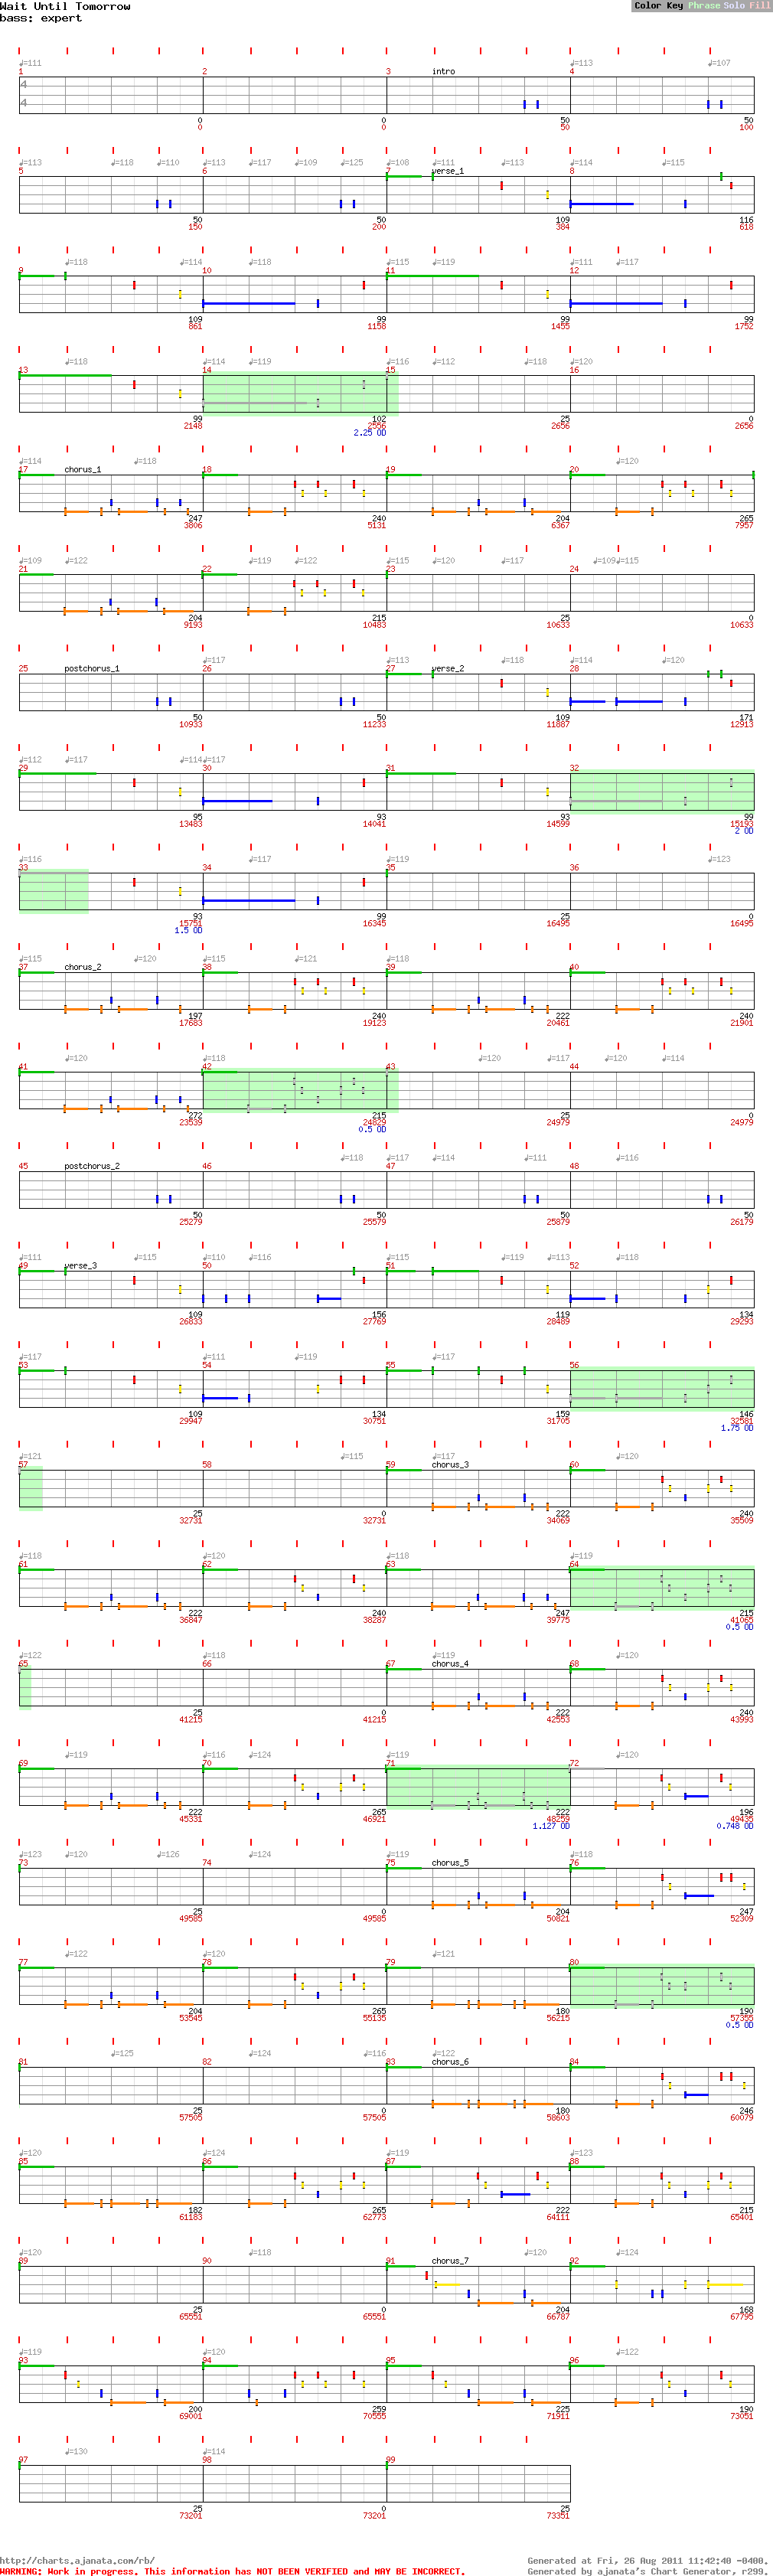 Wait Until Tomorrow
Color Key Phrase Solo Fill
bass: expert
♩=111 ♩=113 ♩=107
1 2 3 intro 4
4
4
0 0 50 50
0 0 50 100
♩=113 ♩=118 ♩=110 ♩=113 ♩=117 ♩=109 ♩=125 ♩=108 ♩=111 ♩=113 ♩=114 ♩=115
5 6 7 verse_1 8
50 50 109 116
150 200 384 618
♩=118 ♩=114 ♩=118 ♩=115 ♩=119 ♩=111 ♩=117
9 10 11 12
109 99 99 99
861 1158 1455 1752
♩=118 ♩=114 ♩=119 ♩=116 ♩=112 ♩=118 ♩=120
13 14 15 16
99 102 25 0
2148 2556 2656 2656
2.25 OD
♩=114 ♩=118 ♩=120
17 chorus_1 18 19 20
247 240 204 265
3806 5131 6367 7957
♩=109 ♩=122 ♩=119 ♩=122 ♩=115 ♩=120 ♩=117 ♩=109 ♩=115
21 22 23 24
204 215 25 0
9193 10483 10633 10633
♩=117 ♩=113 ♩=118 ♩=114 ♩=120
25 postchorus_1 26 27 verse_2 28
50 50 109 171
10933 11233 11887 12913
♩=112 ♩=117 ♩=114 ♩=117
29 30 31 32
95 93 93 99
13483 14041 14599 15193
2 OD
♩=116 ♩=117 ♩=119 ♩=123
33 34 35 36
93 99 25 0
15751 16345 16495 16495
1.5 OD
♩=115 ♩=120 ♩=115 ♩=121 ♩=118
37 chorus_2 38 39 40
197 240 222 240
17683 19123 20461 21901
♩=120 ♩=118 ♩=120 ♩=117 ♩=120 ♩=114
41 42 43 44
272 215 25 0
23539 24829 24979 24979
0.5 OD
♩=118 ♩=117 ♩=114 ♩=111 ♩=116
45 postchorus_2 46 47 48
50 50 50 50
25279 25579 25879 26179
♩=111 ♩=115 ♩=110 ♩=116 ♩=115 ♩=119 ♩=113 ♩=118
49 verse_3 50 51 52
109 156 119 134
26833 27769 28489 29293
♩=117 ♩=111 ♩=119 ♩=117
53 54 55 56
109 134 159 146
29947 30751 31705 32581
1.75 OD
♩=121 ♩=115 ♩=117 ♩=120
57 58 59 chorus_3 60
25 0 222 240
32731 32731 34069 35509
♩=118 ♩=120 ♩=118 ♩=119
61 62 63 64
222 240 247 215
36847 38287 39775 41065
0.5 OD
♩=122 ♩=118 ♩=119 ♩=120
65 66 67 chorus_4 68
25 0 222 240
41215 41215 42553 43993
♩=119 ♩=116 ♩=124 ♩=119 ♩=120
69 70 71 72
222 265 222 196
45331 46921 48259 49435
1.127 OD 0.748 OD
♩=123 ♩=120 ♩=126 ♩=124 ♩=119 ♩=118
73 74 75 chorus_5 76
25 0 204 247
49585 49585 50821 52309
♩=122 ♩=120 ♩=121
77 78 79 80
204 265 180 190
53545 55135 56215 57355
0.5 OD
♩=125 ♩=124 ♩=116 ♩=122
81 82 83 chorus_6 84
25 0 180 246
57505 57505 58603 60079
♩=120 ♩=124 ♩=119 ♩=123
85 86 87 88
182 265 222 215
61183 62773 64111 65401
♩=120 ♩=118 ♩=120 ♩=124
89 90 91 chorus_7 92
25 0 204 168
65551 65551 66787 67795
♩=119 ♩=120 ♩=122
93 94 95 96
200 259 225 190
69001 70555 71911 73051
♩=130 ♩=114
97 98 99
25 0 25
73201 73201 73351
http://charts.ajanata.com/rb/ Generated at Fri, 26 Aug 2011 11:42:40 -0400.
WARNING: Work in progress. This information has NOT BEEN VERIFIED and MAY BE INCORRECT. Generated by ajanata's Chart Generator, r299.